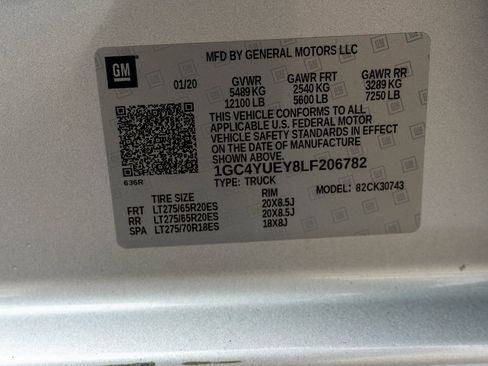 GM
MFD BY GENERAL MOTORS LLC
01/20 GVWR GAWR FRT GAWR RR
5489 KG 2540 KG 3289 KG
12100 LB 5600 LB 7250 LB
THIS VEHICLE CONFORMS TO ALL
APPLICABLE U.S. FEDERAL MOTOR
VEHICLE SAFETY STANDARDS IN EFFECT
ON THE DATE OF MANUFACTURE
SHOWN ABOVE.
1GC4YUEY8LF206782
636R TYPE: TRUCK MODEL: 82CK30743
TIRE SIZE RIM
FRT LT275/65R20ES 20X8.5J
RR LT275/65R20ES 20X8.5J
SPA LT275/70R18ES 18X8J